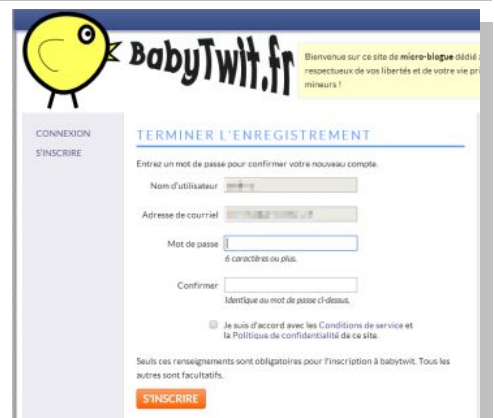 BabyTwit.fr
Bienvenue sur ce site de micro-blogue dédié
respectueux de vos libertés et de votre vie
mineurs !
CONNEXION
S'INSCRIRE
TERMINER L'ENREGISTREMENT
Entrez un mot de passe pour confirmer votre nouveau compte.
Nom d'utilisateur
Adresse de courriel
Mot de passe
6 caractères ou plus.
Confirmer
Identique au mot de passe ci-dessus.
Je suis d'accord avec les Conditions de service et
la Politique de confidentialité de ce site.
Seuls ces renseignements sont obligatoires pour l'inscription à babytwit. Tous les
autres sont facultatifs.
S'INSCRIRE